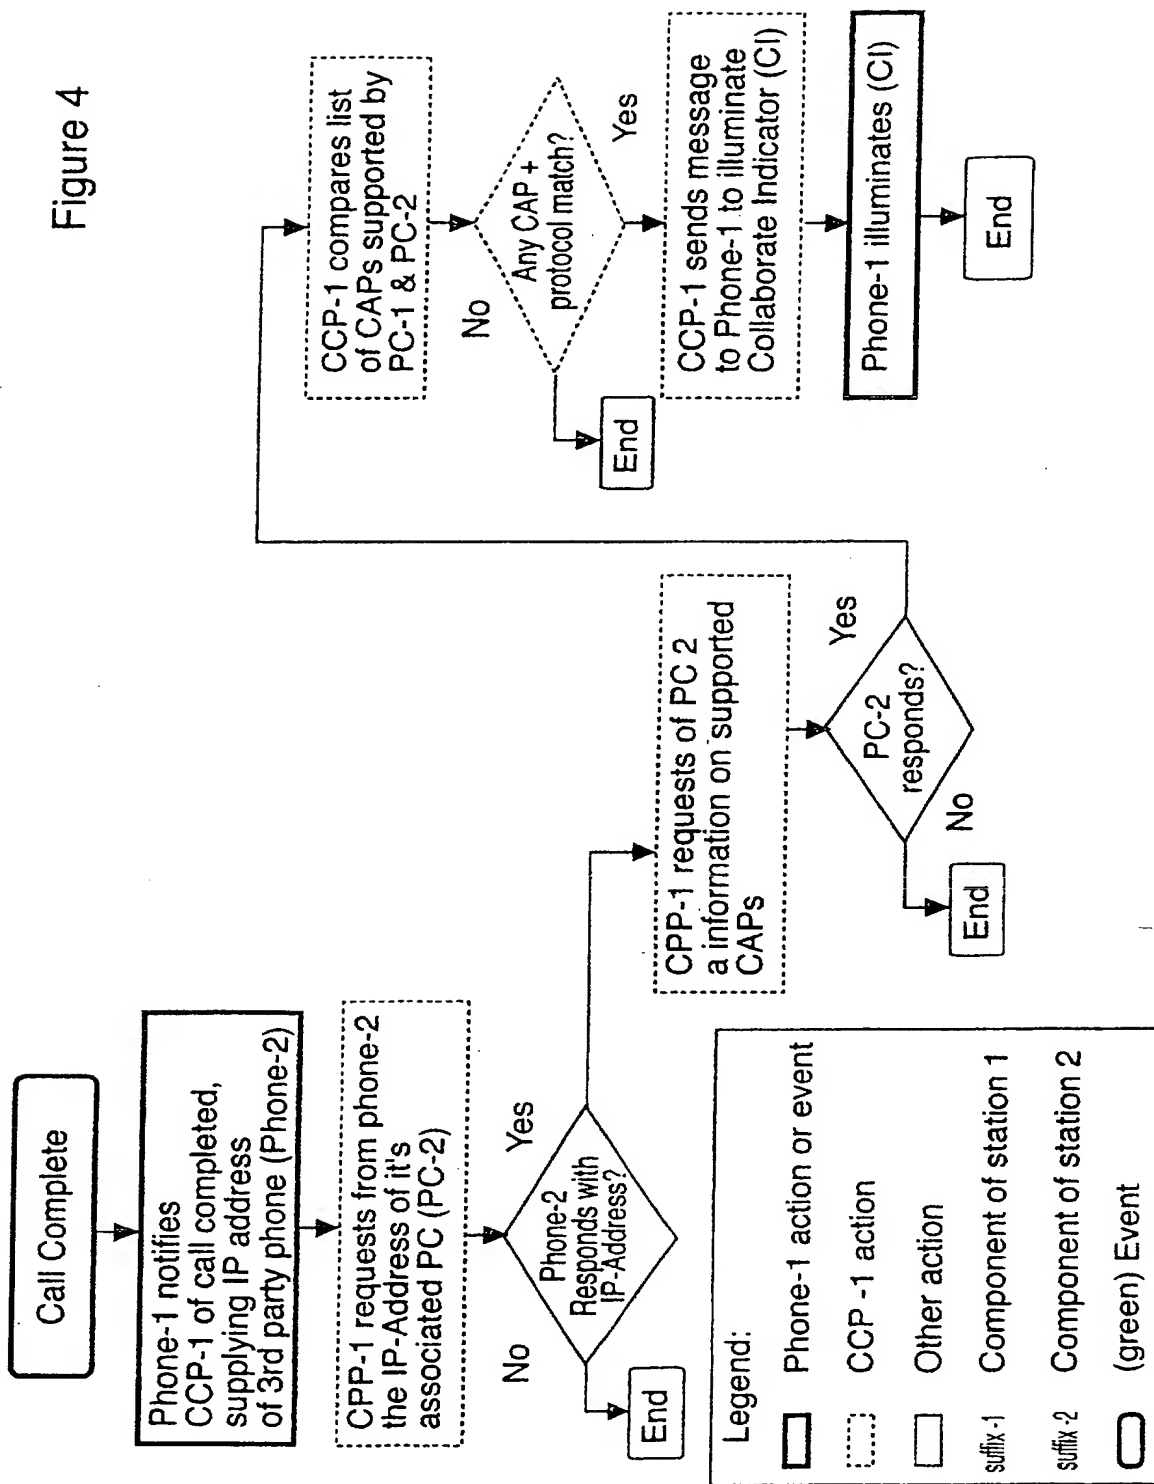 Figure 4
Call Complete
Phone-1 notifies
CCP-1 of call completed,
supplying IP address
of 3rd party phone (Phone-2)
CPP-1 requests from phone-2
the IP-Address of it's
associated PC (PC-2)
Phone-2
Responds with
IP-Address?
No
Yes
End
CPP-1 requests of PC 2
a information on supported
CAPs
PC-2
responds?
No
Yes
End
CCP-1 compares list
of CAPs supported by
PC-1 & PC-2
Any CAP +
protocol match?
No
Yes
End
CCP-1 sends message
to Phone-1 to illuminate
Collaborate Indicator (CI)
Phone-1 illuminates (CI)
End
Legend:
Phone-1 action or event
CCP -1 action
Other action
suffix -1 Component of station 1
suffix -2 Component of station 2
(green) Event